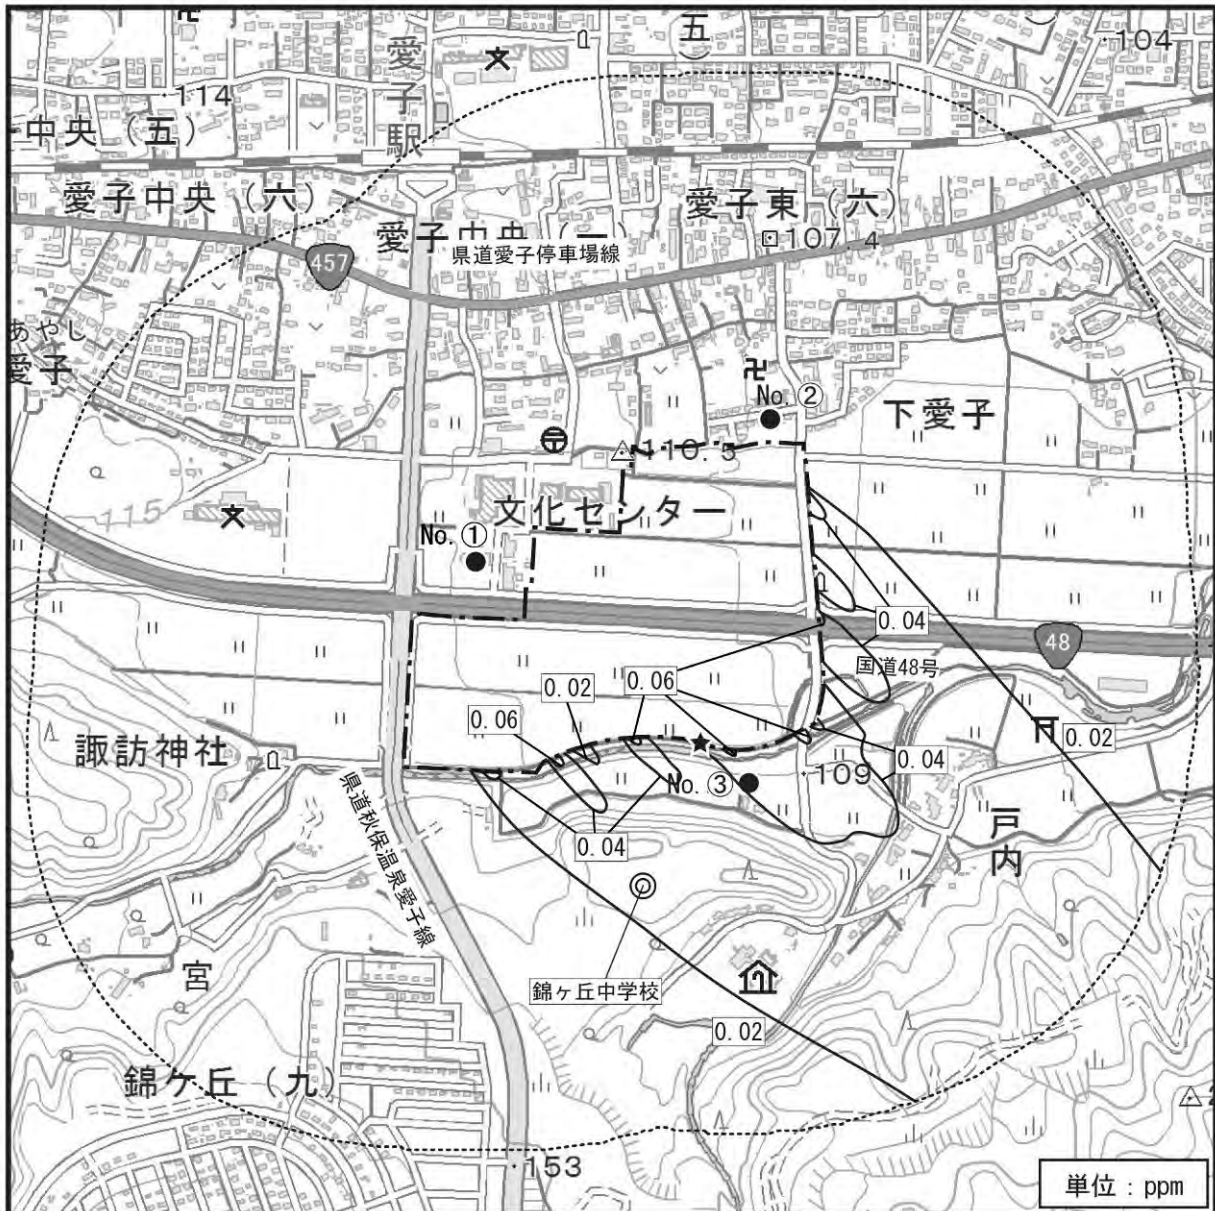 五
104
愛子駅
114
中央（五）
愛子中央（六）
愛子東（六）
107.4
愛子中央（一）
県道愛子停車場線
457
あやし
愛子
No.②
下愛子
110.5
115
文化センター
No.①
0.04
48
国道48号
0.02
0.06
0.06
諏訪神社
0.02
0.04
No.③
109
県道秋保温泉愛子線
0.04
戸内
宮
錦ヶ丘中学校
0.02
錦ケ丘（九）
153
単位：ppm